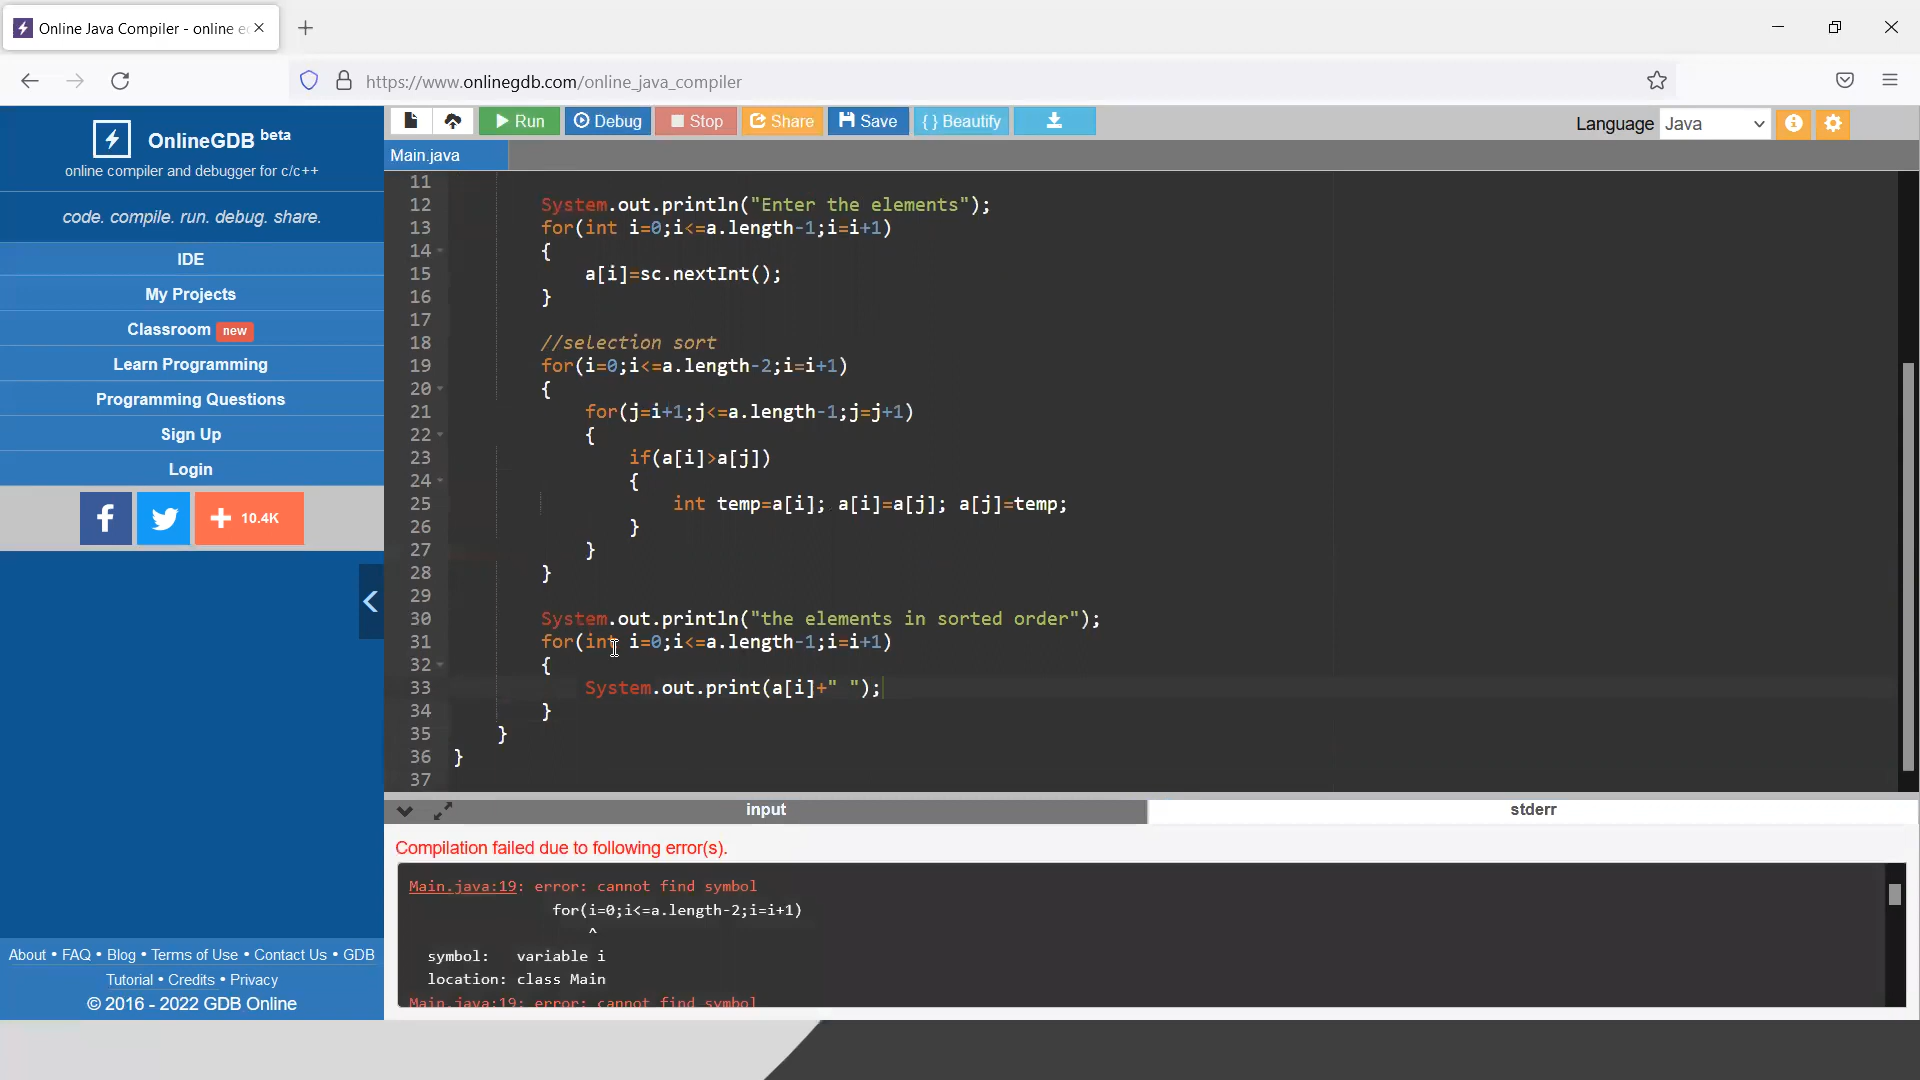 Online Java Compiler - online e
https://www.onlinegdb.com/online_java_compiler
OnlineGDB beta
online compiler and debugger for c/c++
code. compile. run. debug. share.
IDE
My Projects
Classroom new
Learn Programming
Programming Questions
Sign Up
Login
f + 10.4K
About • FAQ • Blog • Terms of Use • Contact Us • GDB
Tutorial • Credits • Privacy
© 2016 - 2022 GDB Online
Run Debug Stop Share Save { } Beautify Language Java
Main.java
11
12 System.out.println("Enter the elements");
13 for(int i=0;i<=a.length-1;i=i+1)
14 {
15 a[i]=sc.nextInt();
16 }
17
18 //selection sort
19 for(i=0;i<=a.length-2;i=i+1)
20 {
21 for(j=i+1;j<=a.length-1;j=j+1)
22 {
23 if(a[i]>a[j])
24 {
25 int temp=a[i]; a[i]=a[j]; a[j]=temp;
26 }
27 }
28 }
29
30 System.out.println("the elements in sorted order");
31 for(int i=0;i<=a.length-1;i=i+1)
32 {
33 System.out.print(a[i]+" ");
34 }
35 }
36 }
37
input stderr
Compilation failed due to following error(s).
Main.java:19: error: cannot find symbol
for(i=0;i<=a.length-2;i=i+1)
^
symbol: variable i
location: class Main
Main.java:19: error: cannot find symbol